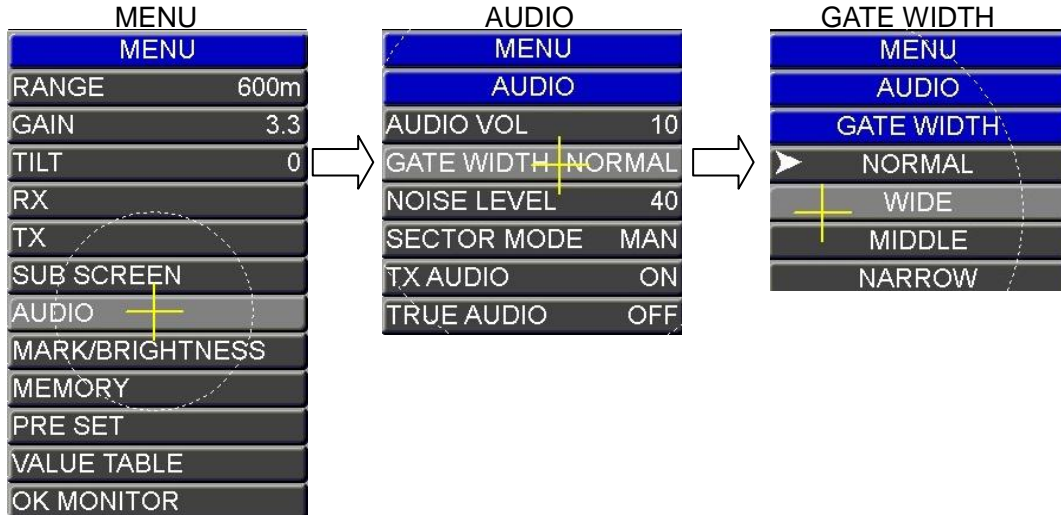 MENU
MENU
RANGE 600m
GAIN 3.3
TILT 0
RX
TX
SUB SCREEN
AUDIO
MARK/BRIGHTNESS
MEMORY
PRE SET
VALUE TABLE
OK MONITOR
AUDIO
MENU
AUDIO
AUDIO VOL 10
GATE WIDTH NORMAL
NOISE LEVEL 40
SECTOR MODE MAN
TX AUDIO ON
TRUE AUDIO OFF
GATE WIDTH
MENU
AUDIO
GATE WIDTH
NORMAL
WIDE
MIDDLE
NARROW